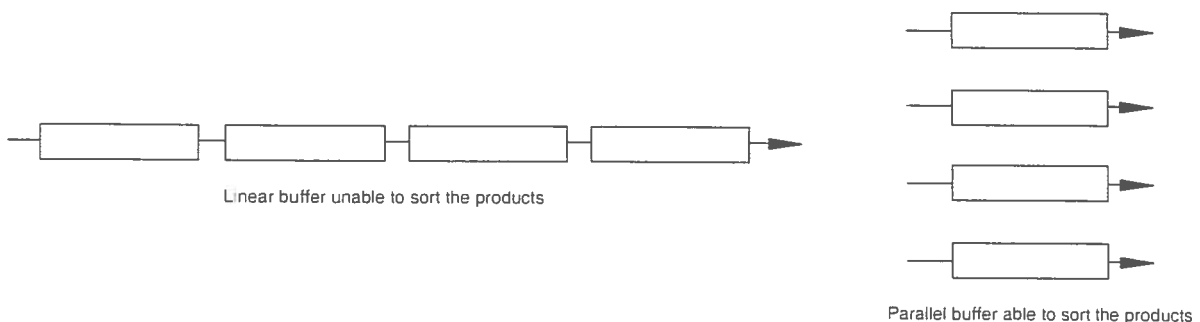 Linear buffer unable to sort the products
Parallel buffer able to sort the products